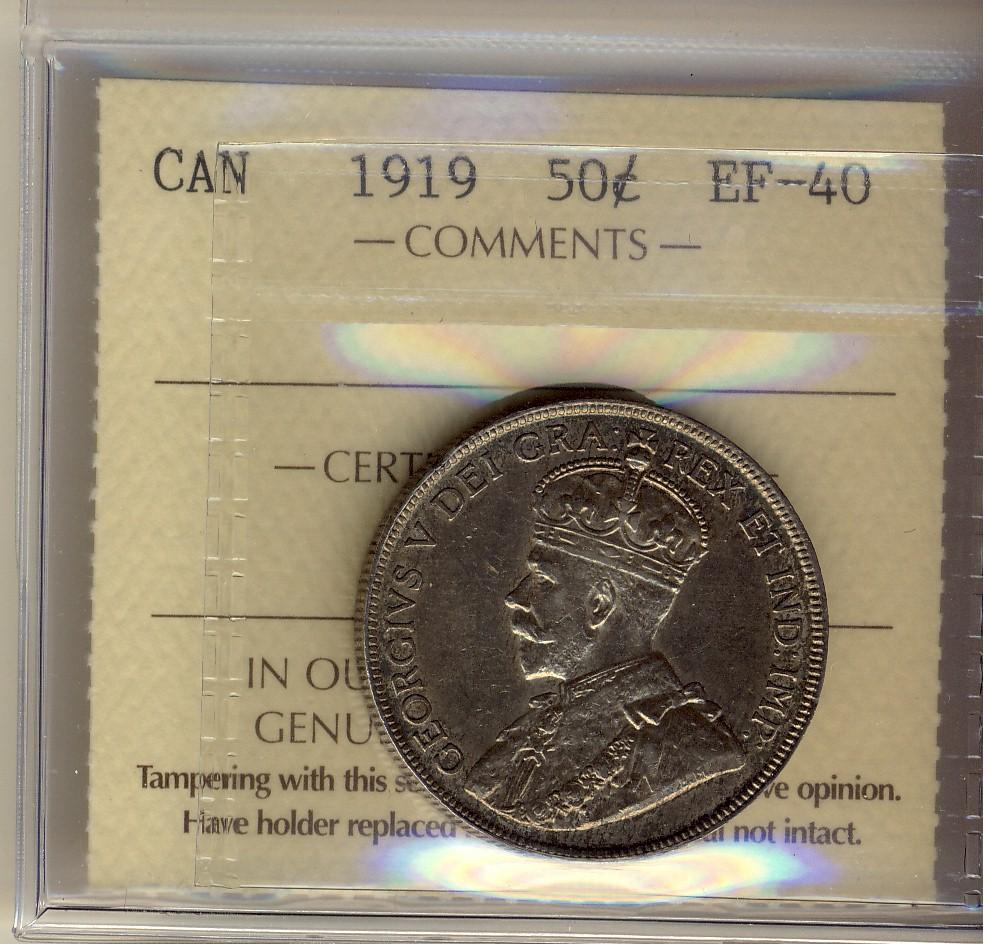 CAN 1919 50¢ EF-40
— COMMENTS —
— CERT
IN OU
GENU
Tampering with this se ve opinion.
Have holder replaced al not intact.
GEORGIVS V DEI GRA: REX ET IND: IMP: